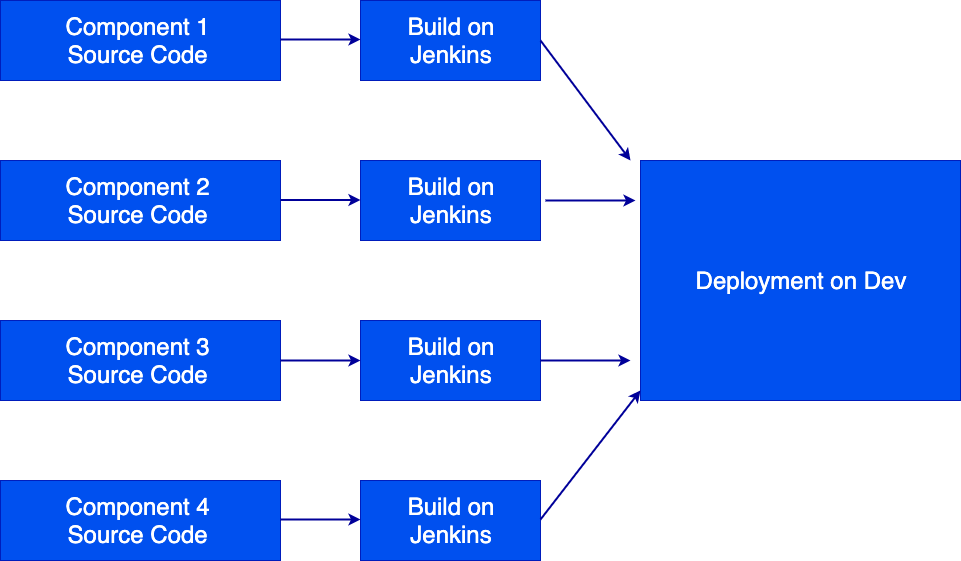 Component 1
Source Code
Build on
Jenkins
Component 2
Source Code
Build on
Jenkins
Deployment on Dev
Component 3
Source Code
Build on
Jenkins
Component 4
Source Code
Build on
Jenkins